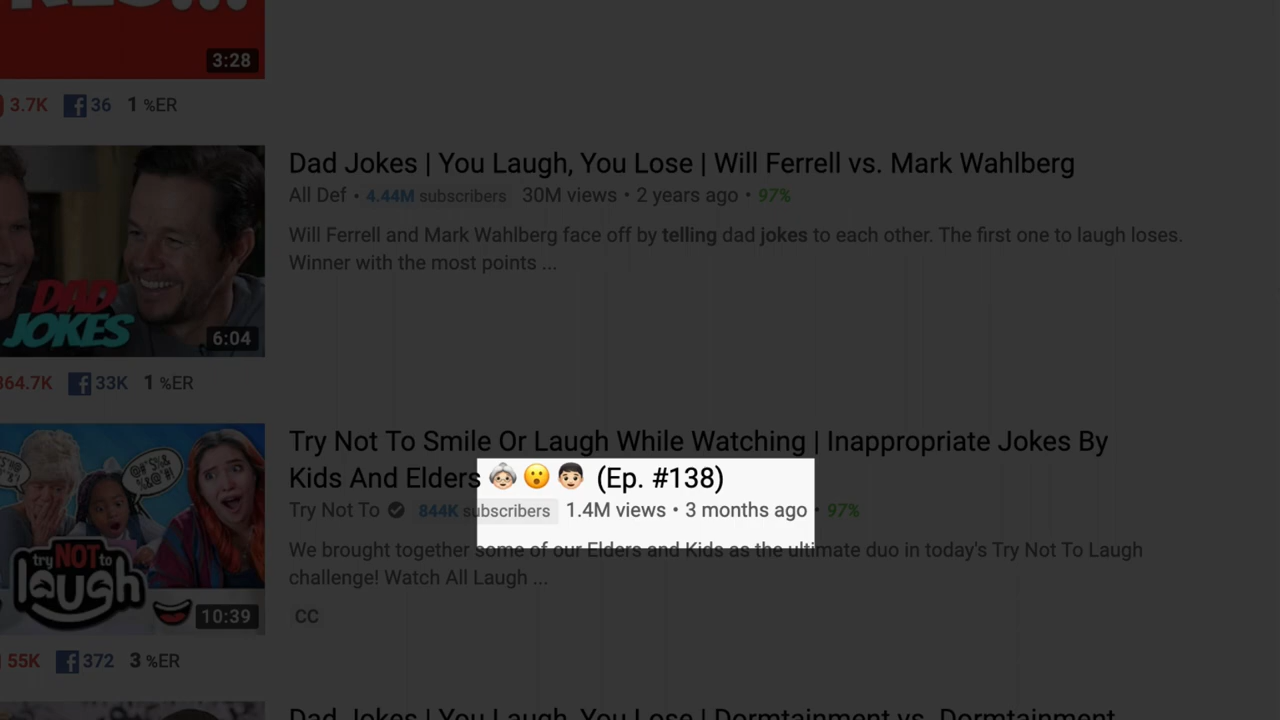 3:28
3.7K 36 1 %ER
Dad Jokes | You Laugh, You Lose | Will Ferrell vs. Mark Wahlberg
All Def • 4.44M subscribers 30M views • 2 years ago • 97%
Will Ferrell and Mark Wahlberg face off by telling dad jokes to each other. The first one to laugh loses.
Winner with the most points ...
DAD
JOKES
6:04
364.7K 33K 1 %ER
Try Not To Smile Or Laugh While Watching | Inappropriate Jokes By
Kids And Elders 👵🏻 😮 👦🏻 (Ep. #138)
Try Not To 844K subscribers 1.4M views • 3 months ago • 97%
We brought together some of our Elders and Kids as the ultimate duo in today's Try Not To Laugh
challenge! Watch All Laugh ...
CC
try NOT to
laugh
10:39
55K 372 3 %ER
Dad Jokes | You Laugh, You Lose | Dormtainment vs. Dormtainment